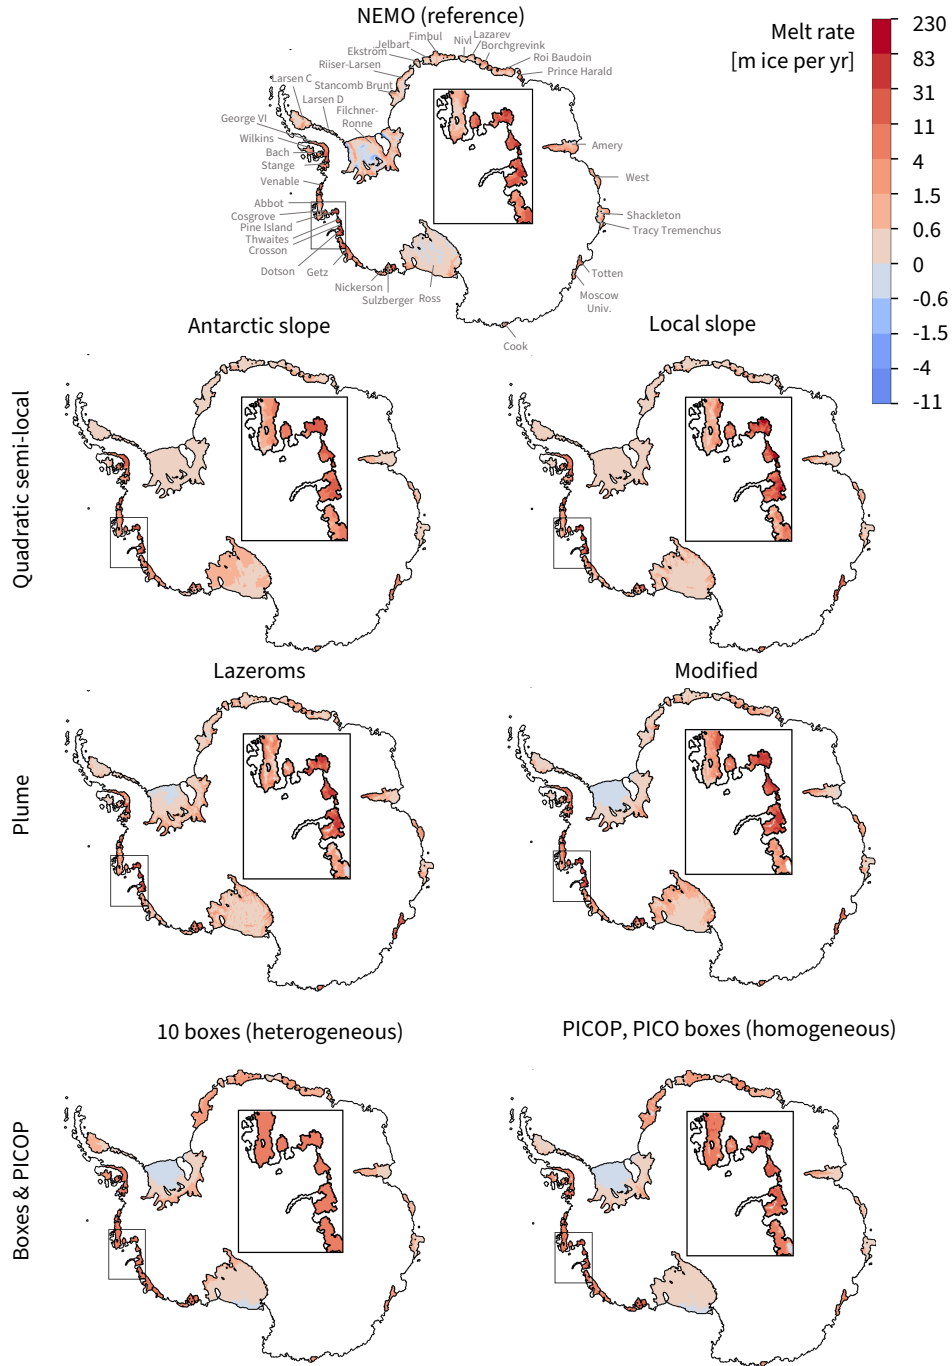 NEMO (reference)
Melt rate
[m ice per yr]
230
83
31
11
4
1.5
0.6
0
-0.6
-1.5
-4
-11
Fimbul
Jelbart
Ekstrom
Riiser-Larsen
Stancomb Brunt
Nivl
Lazarev
Borchgrevink
Roi Baudoin
Prince Harald
Larsen C
Larsen D
Filchner-
Ronne
George VI
Wilkins
Bach
Stange
Venable
Abbot
Cosgrove
Pine Island
Thwaites
Crosson
Dotson
Getz
Nickerson
Sulzberger
Ross
Amery
West
Shackleton
Tracy Tremenchus
Totten
Moscow
Univ.
Cook
Antarctic slope
Local slope
Quadratic semi-local
Lazeroms
Modified
Plume
10 boxes (heterogeneous)
PICOP, PICO boxes (homogeneous)
Boxes & PICOP